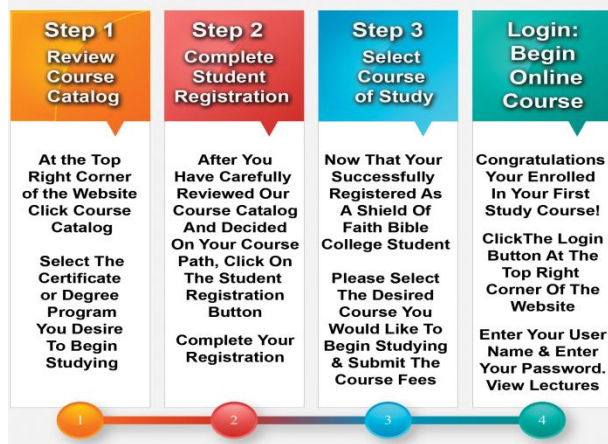 Step 1
Review
Course
Catalog
At the Top
Right Corner
of the Website
Click Course
Catalog
Select The
Certificate
or Degree
Program
You Desire
To Begin
Studying
Step 2
Complete
Student
Registration
After You
Have Carefully
Reviewed Our
Course Catalog
And Decided
On Your Course
Path, Click On
The Student
Registration
Button
Complete Your
Registration
Step 3
Select
Course
of Study
Now That Your
Successfully
Registered As
A Shield Of
Faith Bible
College Student
Please Select
The Desired
Course You
Would Like To
Begin Studying
& Submit The
Course Fees
Login:
Begin
Online
Course
Congratulations
Your Enrolled
In Your First
Study Course!
ClickThe Login
Button At The
Top Right
Corner Of The
Website
Enter Your User
Name & Enter
Your Password.
View Lectures
1
2
3
4